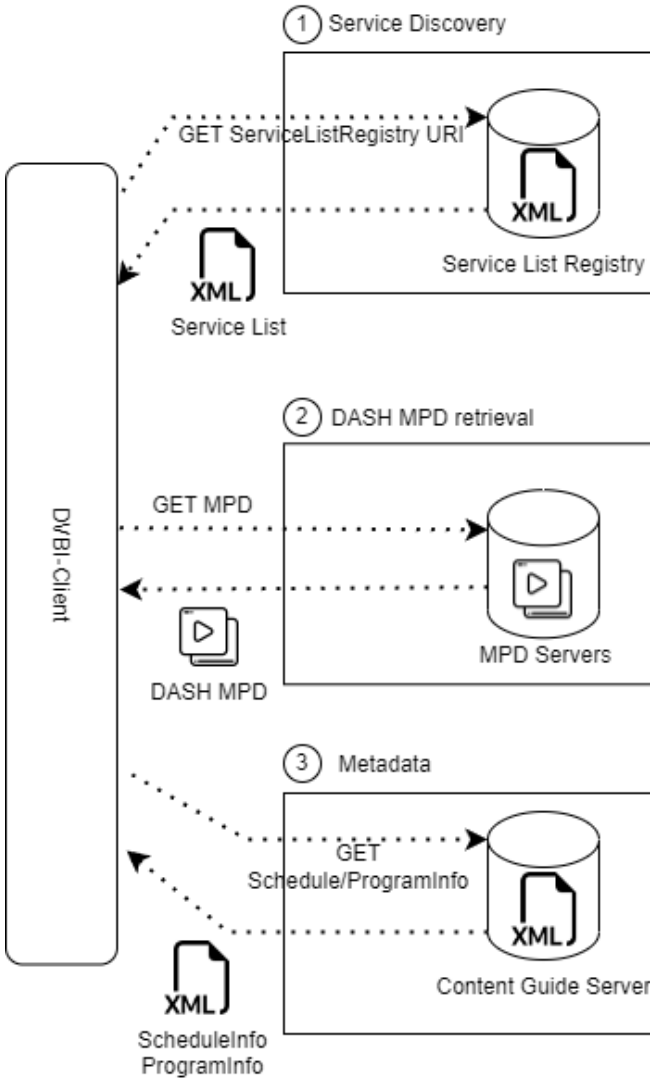 1 Service Discovery
GET ServiceListRegistry URI
XML
Service List Registry
XML
Service List
2 DASH MPD retrieval
GET MPD
DVBI-Client
MPD Servers
DASH MPD
3 Metadata
GET
Schedule/ProgramInfo
XML
Content Guide Server
XML
ScheduleInfo
ProgramInfo